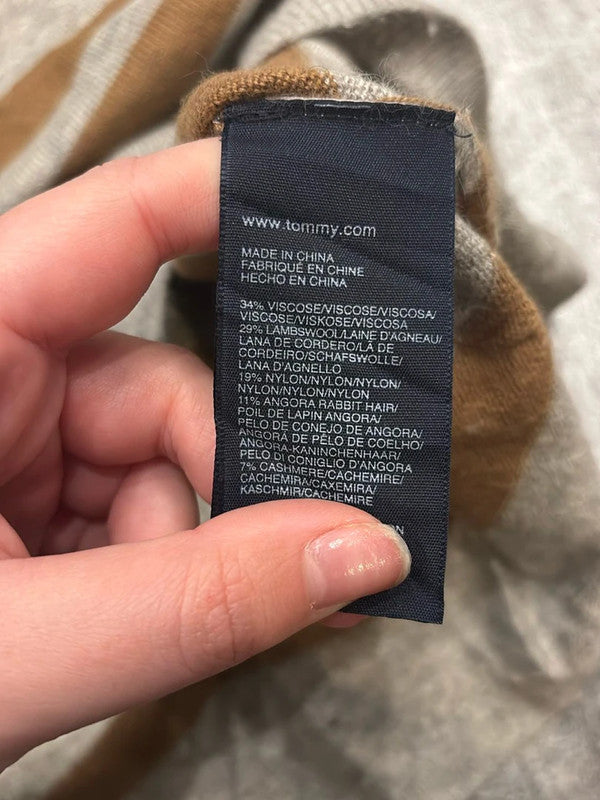 www.tommy.com
MADE IN CHINA
FABRIQUÉ EN CHINE
HECHO EN CHINA
34% VISCOSE/VISCOSE/VISCOSA/
VISCOSE/VISKOSE/VISCOSA
29% LAMBSWOOL/LAINE D'AGNEAU/
LANA DE CORDERO/LÃ DE
CORDEIRO/SCHAFSWOLLE/
LANA D'AGNELLO
19% NYLON/NYLON/NYLON/
NYLON/NYLON/NYLON
11% ANGORA RABBIT HAIR/
POIL DE LAPIN ANGORA/
PELO DE CONEJO DE ANGORA/
ANGORÁ DE PÊLO DE COELHO/
ANGORA-KANINCHENHAAR/
PELO DI CONIGLIO D'ANGORA
7% CASHMERE/CACHEMIRE/
CACHEMIRA/CAXEMIRA/
KASCHMIR/CACHEMIRE